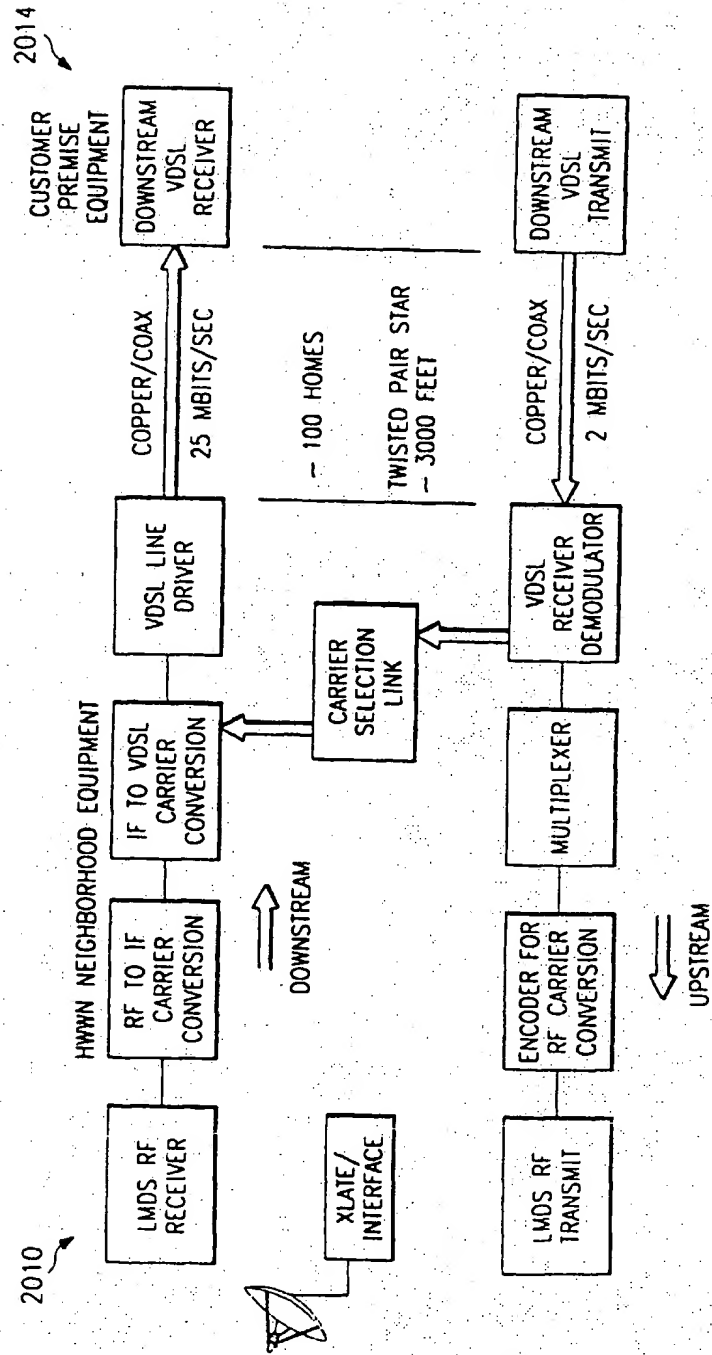 2010
2014
HWWN NEIGHBORHOOD EQUIPMENT
CUSTOMER
PREMISE
EQUIPMENT
LMDS RF
RECEIVER
RF TO IF
CARRIER
CONVERSION
IF TO VDSL
CARRIER
CONVERSION
VDSL LINE
DRIVER
COPPER/COAX
25 MBITS/SEC
DOWNSTREAM
VDSL
RECEIVER
DOWNSTREAM
XLATE/
INTERFACE
CARRIER
SELECTION
LINK
~ 100 HOMES
TWISTED PAIR STAR
~ 3000 FEET
LMDS RF
TRANSMIT
ENCODER FOR
RF CARRIER
CONVERSION
MULTIPLEXER
VDSL
RECEIVER
DEMODULATOR
COPPER/COAX
2 MBITS/SEC
DOWNSTREAM
VDSL
TRANSMIT
UPSTREAM